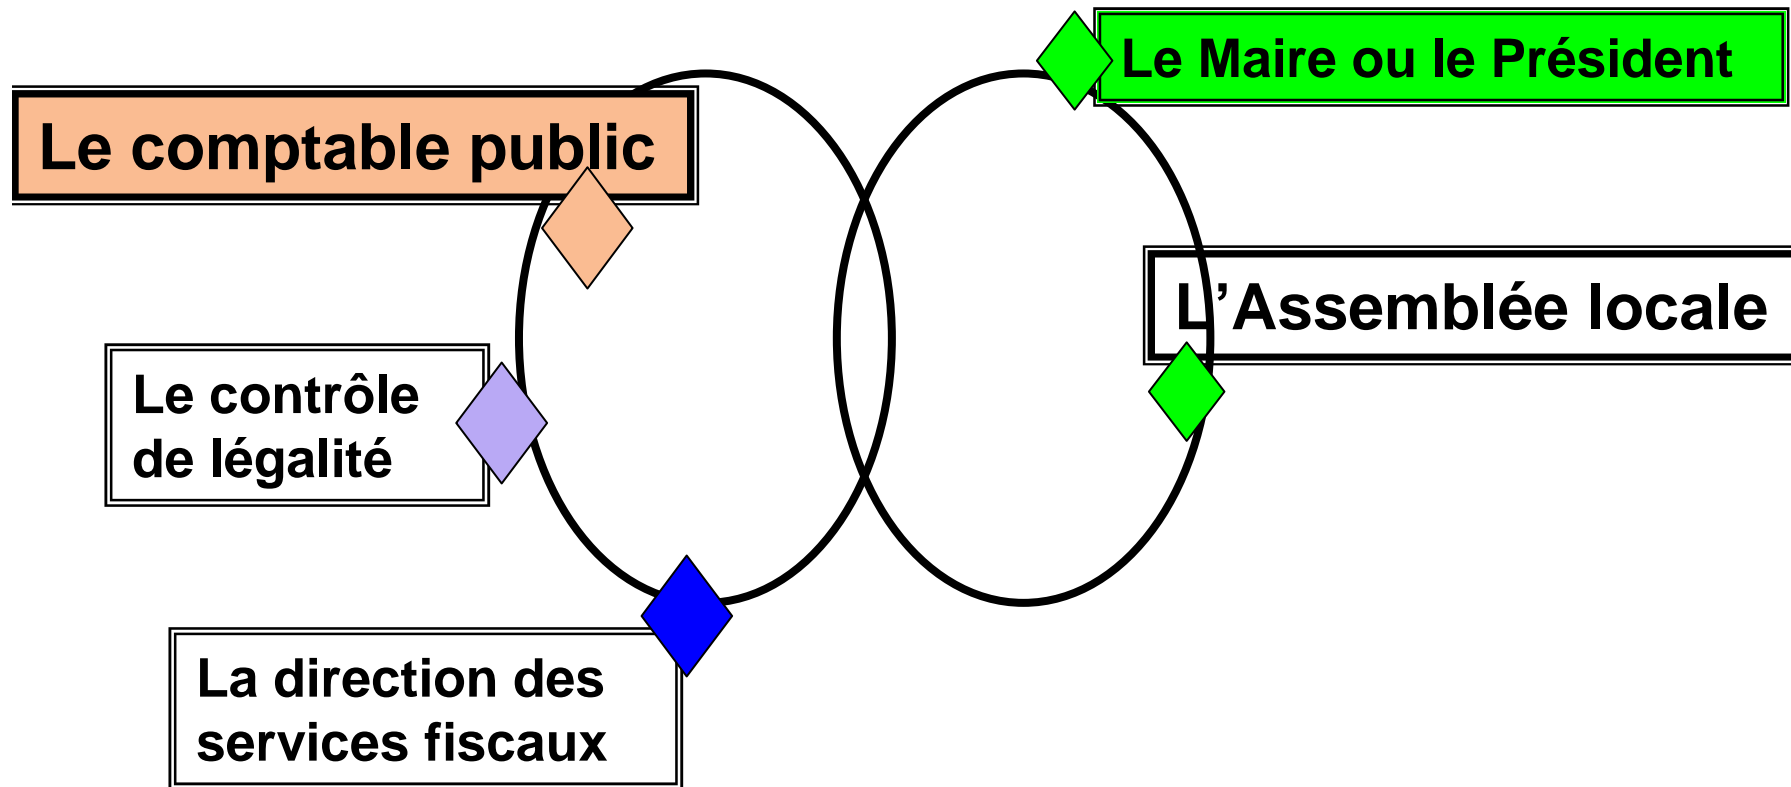 Le Maire ou le Président
Le comptable public
L’Assemblée locale
Le contrôle
de légalité
La direction des
services fiscaux